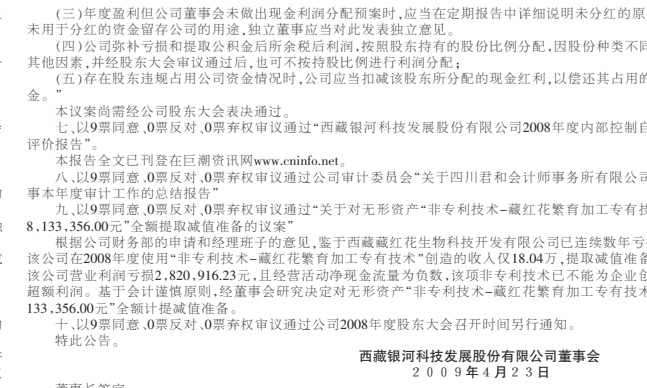 (三)年度盈利但公司董事会未做出现金利润分配预案时,应当在定期报告中详细说明未分红的原
未用于分红的资金留存公司的用途,独立董事应当对此发表独立意见。
(四)公司弥补亏损和提取公积金后所余税后利润,按照股东持有的股份比例分配,因股份种类不同
其他因素,并经股东大会审议通过后,也可不按持股比例进行利润分配;
(五)存在股东违规占用公司资金情况时,公司应当扣减该股东所分配的现金红利,以偿还其占用的
金。”
本议案尚需经公司股东大会表决通过。
七、以9票同意、0票反对、0票弃权审议通过“西藏银河科技发展股份有限公司2008年度内部控制自
评价报告”。
本报告全文已刊登在巨潮资讯网www.cninfo.net。
八、以9票同意、0票反对、0票弃权审议通过公司审计委员会“关于四川君和会计师事务所有限公司
事本年度审计工作的总结报告”
九、以9票同意、0票反对、0票弃权审议通过“关于对无形资产“非专利技术–藏红花繁育加工专有技
8,133,356.00元”全额提取减值准备的议案”
根据公司财务部的申请和经理班子的意见,鉴于西藏藏红花生物科技开发有限公司已连续数年亏
该公司在2008年度使用“非专利技术–藏红花繁育加工专有技术”创造的收入仅18.04万,提取减值准备
该公司营业利润亏损2,820,916.23元,且经营活动净现金流量为负数,该项非专利技术已不能为企业创
超额利润。基于会计谨慎原则,经董事会研究决定对无形资产“非专利技术–藏红花繁育加工专有技术
133,356.00元”全额计提减值准备。
十、以9票同意、0票反对、0票弃权审议通过公司2008年度股东大会召开时间另行通知。
特此公告。
西藏银河科技发展股份有限公司董事会
2009年4月23日